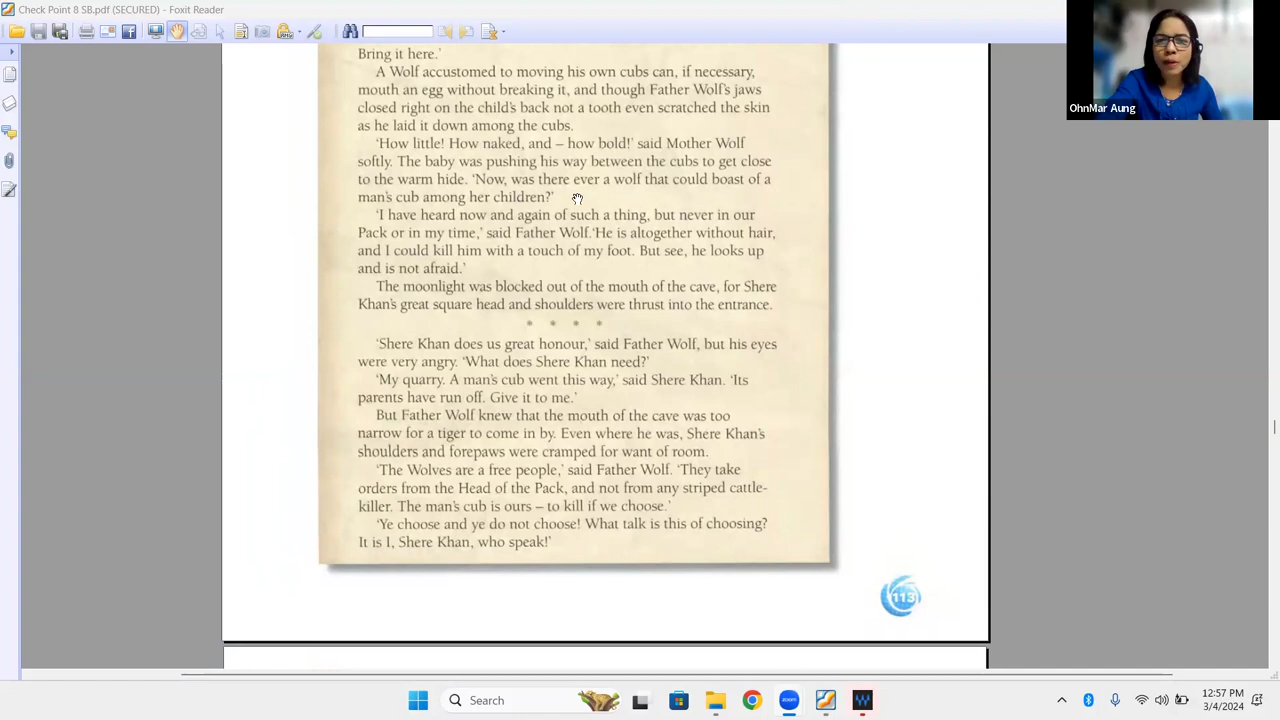 Check Point 8 SB.pdf (SECURED) - Foxit Reader
OhnMar Aung
Bring it here.'
A Wolf accustomed to moving his own cubs can, if necessary,
mouth an egg without breaking it, and though Father Wolf's jaws
closed right on the child's back not a tooth even scratched the skin
as he laid it down among the cubs.
'How little! How naked, and – how bold!' said Mother Wolf
softly. The baby was pushing his way between the cubs to get close
to the warm hide. 'Now, was there ever a wolf that could boast of a
man's cub among her children?'
'I have heard now and again of such a thing, but never in our
Pack or in my time,' said Father Wolf.'He is altogether without hair,
and I could kill him with a touch of my foot. But see, he looks up
and is not afraid.'
The moonlight was blocked out of the mouth of the cave, for Shere
Khan's great square head and shoulders were thrust into the entrance.
* * * *
'Shere Khan does us great honour,' said Father Wolf, but his eyes
were very angry. 'What does Shere Khan need?'
'My quarry. A man's cub went this way,' said Shere Khan. 'Its
parents have run off. Give it to me.'
But Father Wolf knew that the mouth of the cave was too
narrow for a tiger to come in by. Even where he was, Shere Khan's
shoulders and forepaws were cramped for want of room.
'The Wolves are a free people,' said Father Wolf. 'They take
orders from the Head of the Pack, and not from any striped cattle-
killer. The man's cub is ours – to kill if we choose.'
'Ye choose and ye do not choose! What talk is this of choosing?
It is I, Shere Khan, who speak!'
113
Search
12:57 PM
3/4/2024